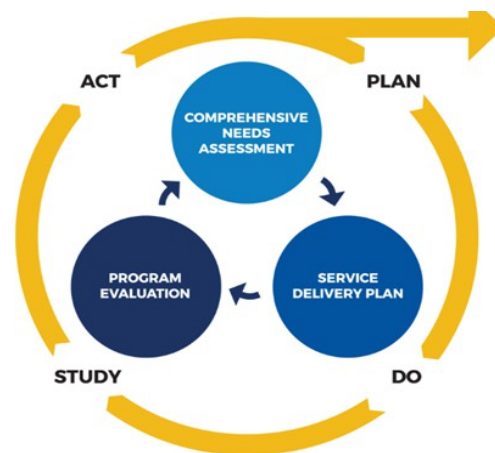 ACT
PLAN
COMPREHENSIVE
NEEDS
ASSESSMENT
PROGRAM
EVALUATION
SERVICE
DELIVERY PLAN
STUDY
DO